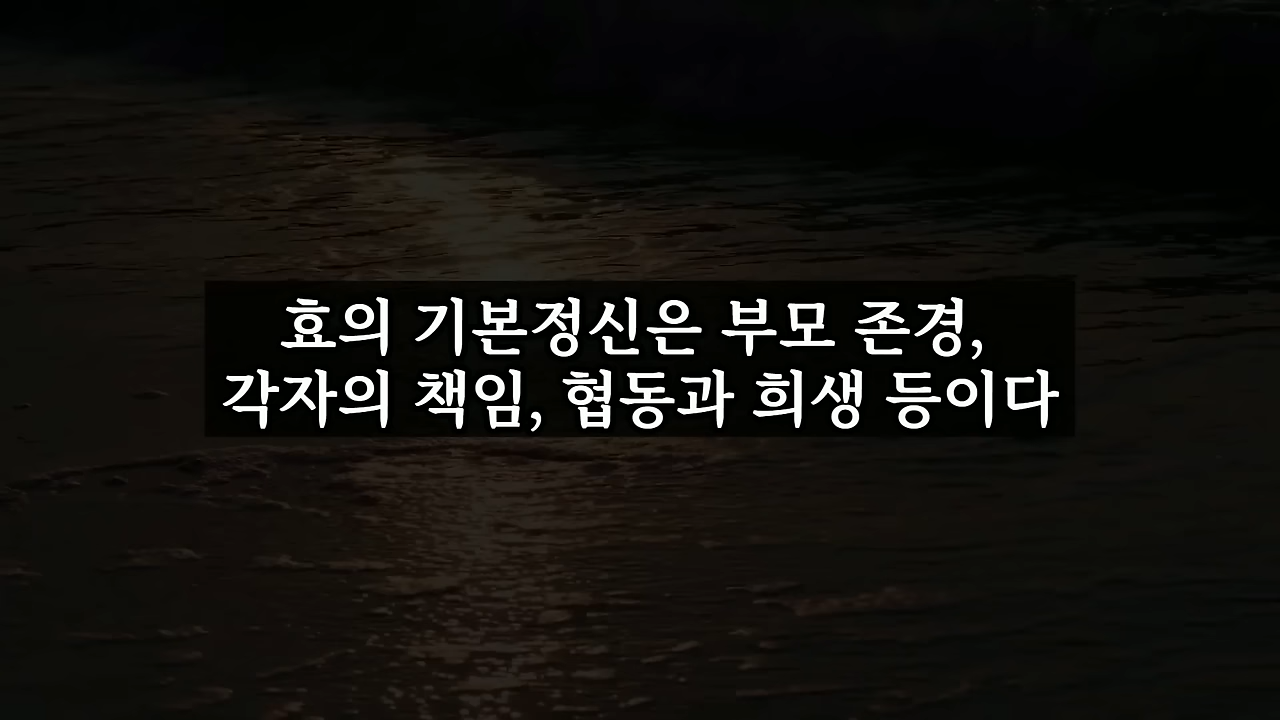 효의 기본정신은 부모 존경,
각자의 책임, 협동과 희생 등이다